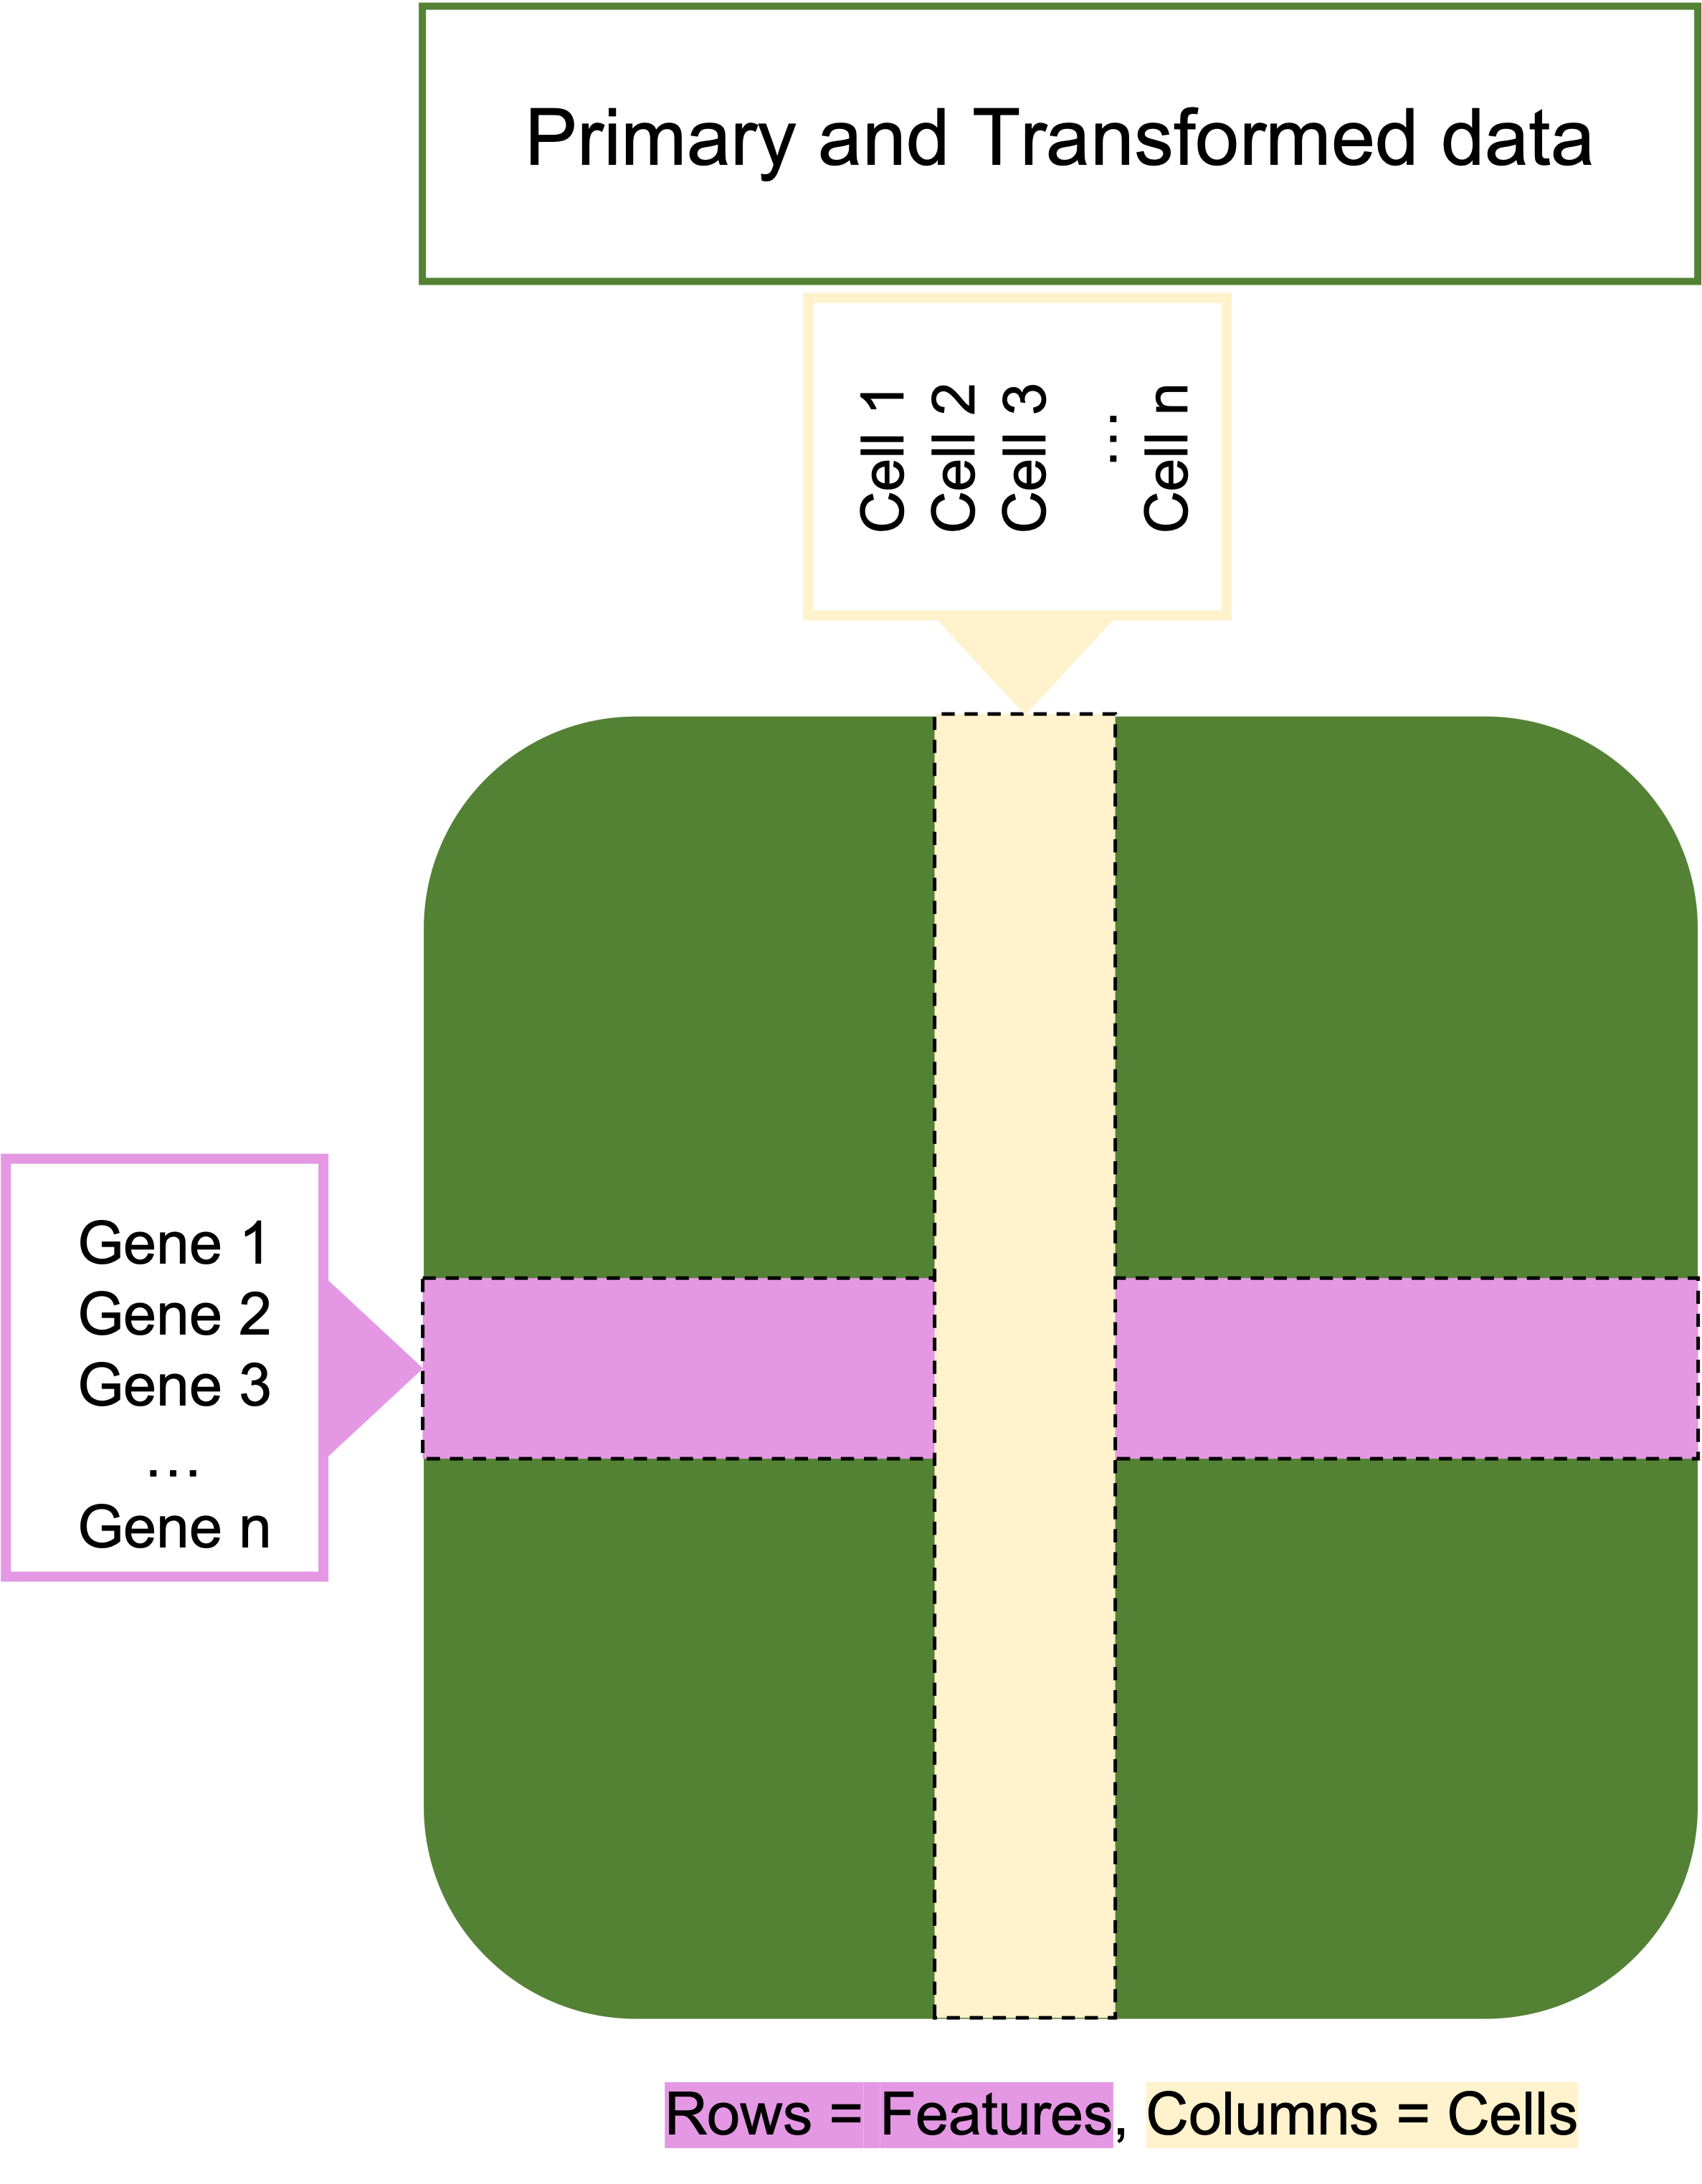 Primary and Transformed data
Cell 1
Cell 2
Cell 3
...
Cell n
Gene 1
Gene 2
Gene 3
...
Gene n
Rows = Features, Columns = Cells